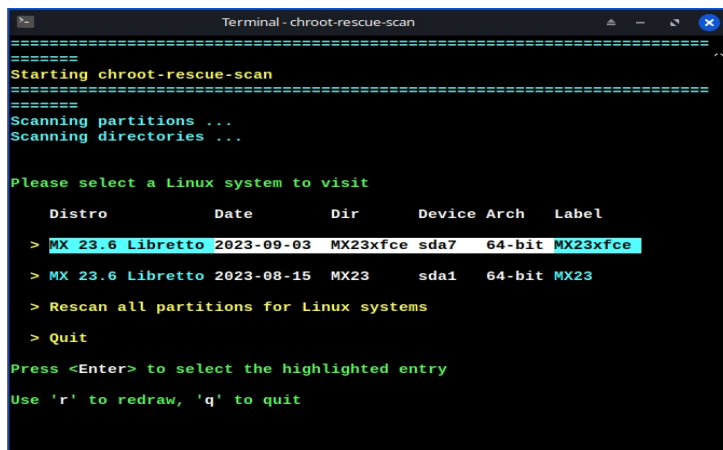 Terminal - chroot-rescue-scan
========================================================================
=======
Starting chroot-rescue-scan
========================================================================
=======
Scanning partitions ...
Scanning directories ...
Please select a Linux system to visit
Distro Date Dir Device Arch Label
> MX 23.6 Libretto 2023-09-03 MX23xfce sda7 64-bit MX23xfce
> MX 23.6 Libretto 2023-08-15 MX23 sda1 64-bit MX23
> Rescan all partitions for Linux systems
> Quit
Press <Enter> to select the highlighted entry
Use 'r' to redraw, 'q' to quit